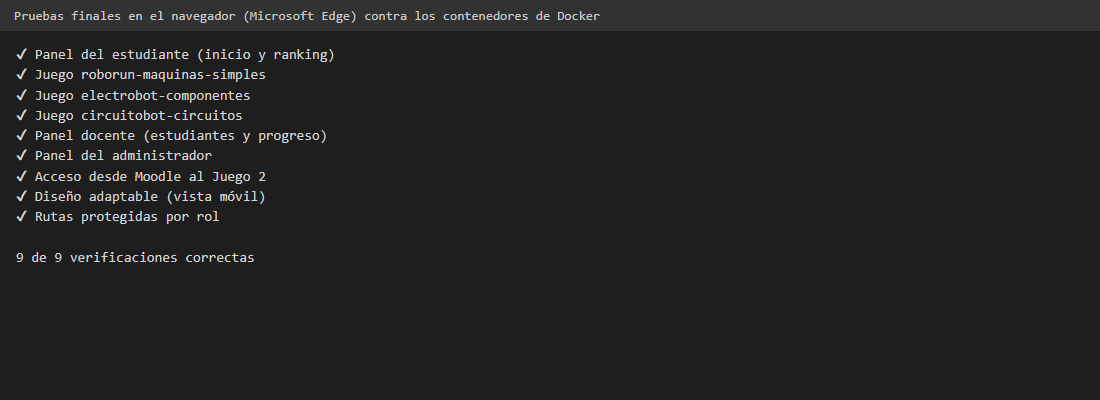 Pruebas finales en el navegador (Microsoft Edge) contra los contenedores de Docker
✓ Panel del estudiante (inicio y ranking)
✓ Juego roborun-maquinas-simples
✓ Juego electrobot-componentes
✓ Juego circuitobot-circuitos
✓ Panel docente (estudiantes y progreso)
✓ Panel del administrador
✓ Acceso desde Moodle al Juego 2
✓ Diseño adaptable (vista móvil)
✓ Rutas protegidas por rol
9 de 9 verificaciones correctas